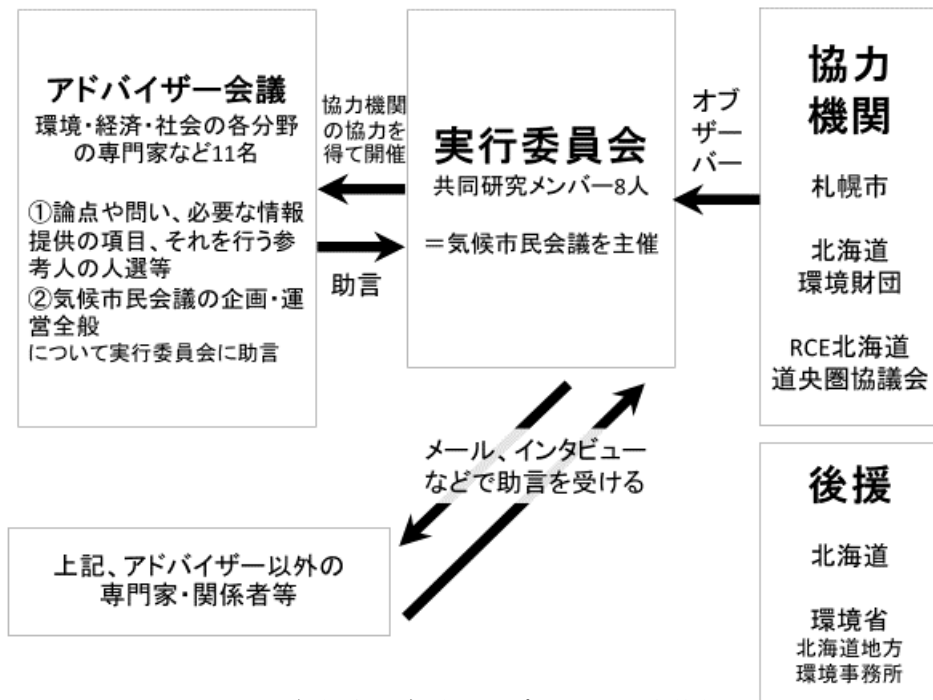 アドバイザー会議
環境・経済・社会の各分野
の専門家など11名
①論点や問い、必要な情報
提供の項目、それを行う参
考人の人選等
②気候市民会議の企画・運
営全般
について実行委員会に助言
協力機関
の協力を
得て開催
助言
実行委員会
共同研究メンバー8人
＝気候市民会議を主催
オブ
ザー
バー
協力
機関
札幌市
北海道
環境財団
RCE北海道
道央圏協議会
メール、インタビュー
などで助言を受ける
上記、アドバイザー以外の
専門家・関係者等
後援
北海道
環境省
北海道地方
環境事務所